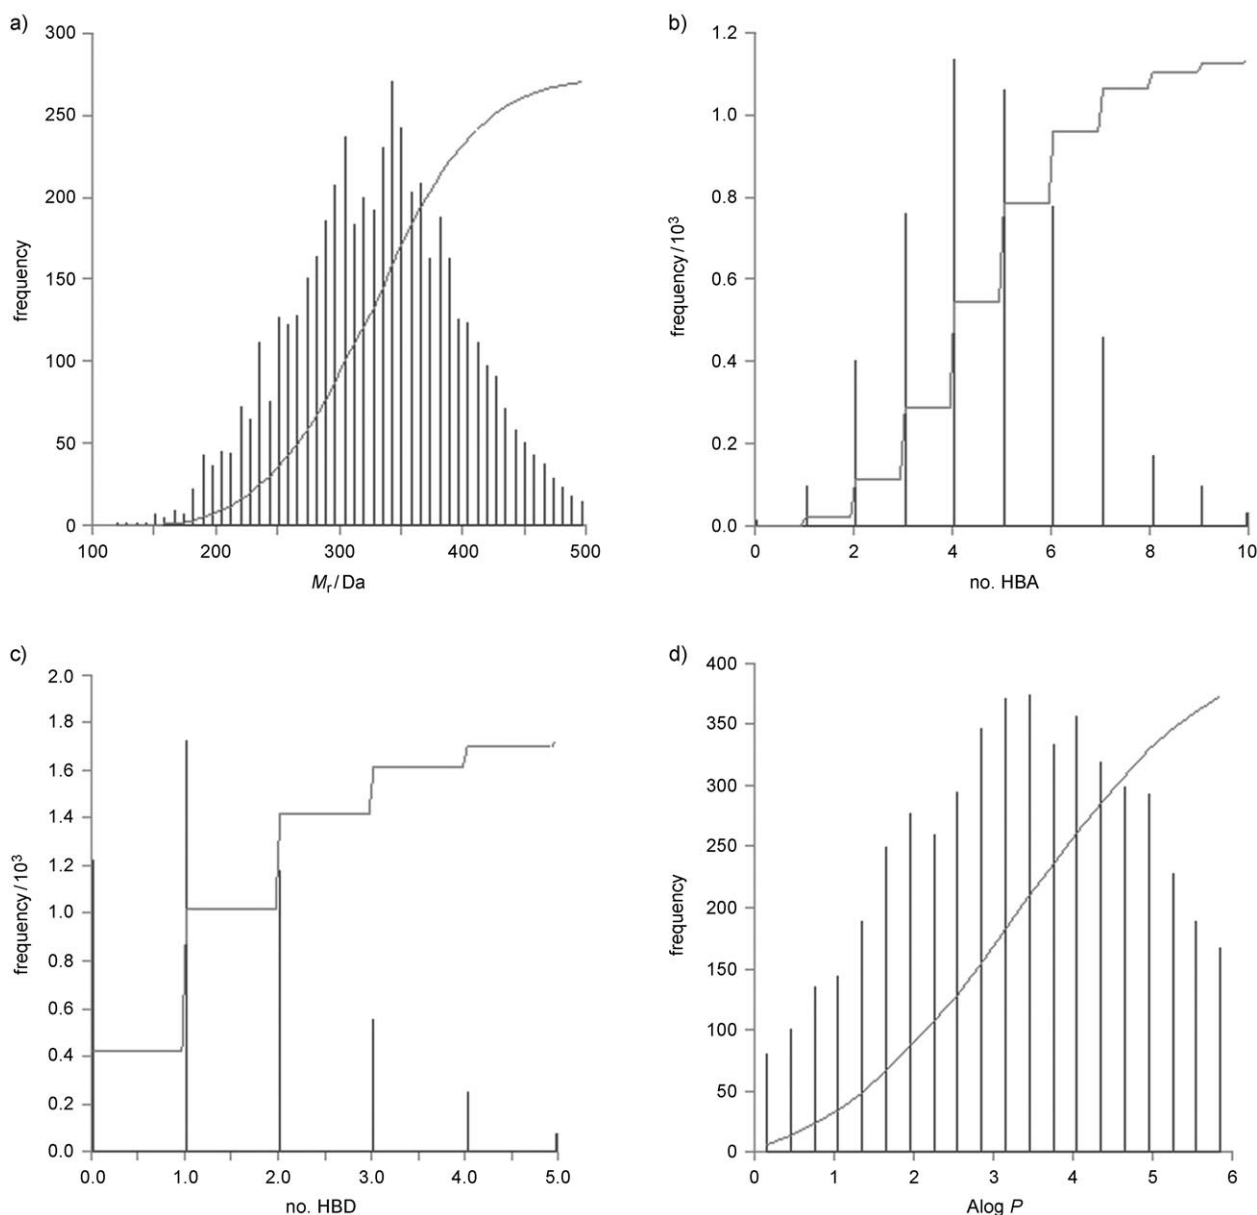 a)
300
250
200
150
100
50
0
frequency
100 200 300 400 500
Mr/Da
b)
1.2
1.0
0.8
0.6
0.4
0.2
0.0
frequency/10³
0 2 4 6 8 10
no. HBA
c)
2.0
1.8
1.6
1.4
1.2
1.0
0.8
0.6
0.4
0.2
0.0
frequency/10³
0.0 1.0 2.0 3.0 4.0 5.0
no. HBD
d)
400
350
300
250
200
150
100
50
0
frequency
0 1 2 3 4 5 6
Alog P